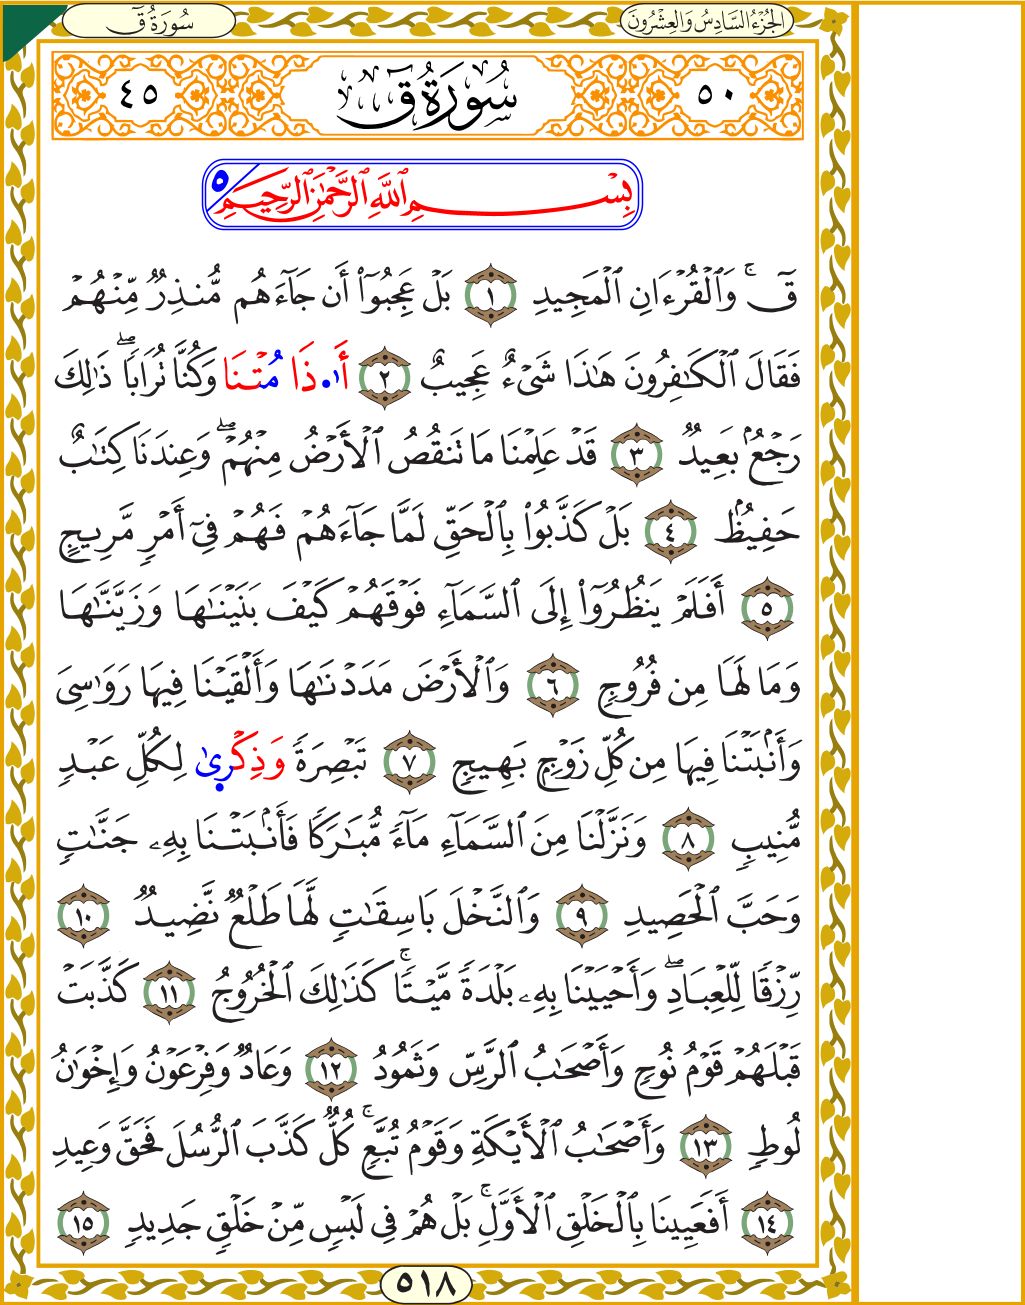 الجُزْءُ السَّادِسُ وَالعِشْرُونَ
سُورَةُ قٓ
٥٠
سُورَةُ قٓ
٤٥
بِسْمِ ٱللَّهِ ٱلرَّحْمَٰنِ ٱلرَّحِيمِ ٥
قٓۚ وَٱلْقُرْءَانِ ٱلْمَجِيدِ ١ بَلْ عَجِبُوٓا۟ أَن جَآءَهُم مُّنذِرٌ مِّنْهُمْ
فَقَالَ ٱلْكَٰفِرُونَ هَٰذَا شَىْءٌ عَجِيبٌ ٢ أَ۟ءِذَا مُتْنَا وَكُنَّا تُرَابًاۖ ذَٰلِكَ
رَجْعٌۢ بَعِيدٌ ٣ قَدْ عَلِمْنَا مَا تَنقُصُ ٱلْأَرْضُ مِنْهُمْۖ وَعِندَنَا كِتَٰبٌ
حَفِيظٌۢ ٤ بَلْ كَذَّبُوا۟ بِٱلْحَقِّ لَمَّا جَآءَهُمْ فَهُمْ فِىٓ أَمْرٍ مَّرِيجٍ
٥ أَفَلَمْ يَنظُرُوٓا۟ إِلَى ٱلسَّمَآءِ فَوْقَهُمْ كَيْفَ بَنَيْنَٰهَا وَزَيَّنَّٰهَا
وَمَا لَهَا مِن فُرُوجٍ ٦ وَٱلْأَرْضَ مَدَدْنَٰهَا وَأَلْقَيْنَا فِيهَا رَوَٰسِىَ
وَأَنۢبَتْنَا فِيهَا مِن كُلِّ زَوْجٍۭ بَهِيجٍ ٧ تَبْصِرَةً وَذِكْرىٰ لِكُلِّ عَبْدٍ
مُّنِيبٍ ٨ وَنَزَّلْنَا مِنَ ٱلسَّمَآءِ مَآءً مُّبَٰرَكًا فَأَنۢبَتْنَا بِهِۦ جَنَّٰتٍ
وَحَبَّ ٱلْحَصِيدِ ٩ وَٱلنَّخْلَ بَاسِقَٰتٍ لَّهَا طَلْعٌ نَّضِيدٌ ١٠
رِّزْقًا لِّلْعِبَادِۖ وَأَحْيَيْنَا بِهِۦ بَلْدَةً مَّيْتًاۚ كَذَٰلِكَ ٱلْخُرُوجُ ١١ كَذَّبَتْ
قَبْلَهُمْ قَوْمُ نُوحٍ وَأَصْحَٰبُ ٱلرَّسِّ وَثَمُودُ ١٢ وَعَادٌ وَفِرْعَوْنُ وَإِخْوَٰنُ
لُوطٍ ١٣ وَأَصْحَٰبُ ٱلْأَيْكَةِ وَقَوْمُ تُبَّعٍۚ كُلٌّ كَذَّبَ ٱلرُّسُلَ فَحَقَّ وَعِيدِ
١٤ أَفَعَيِينَا بِٱلْخَلْقِ ٱلْأَوَّلِۚ بَلْ هُمْ فِى لَبْسٍ مِّنْ خَلْقٍ جَدِيدٍ ١٥
٥١٨